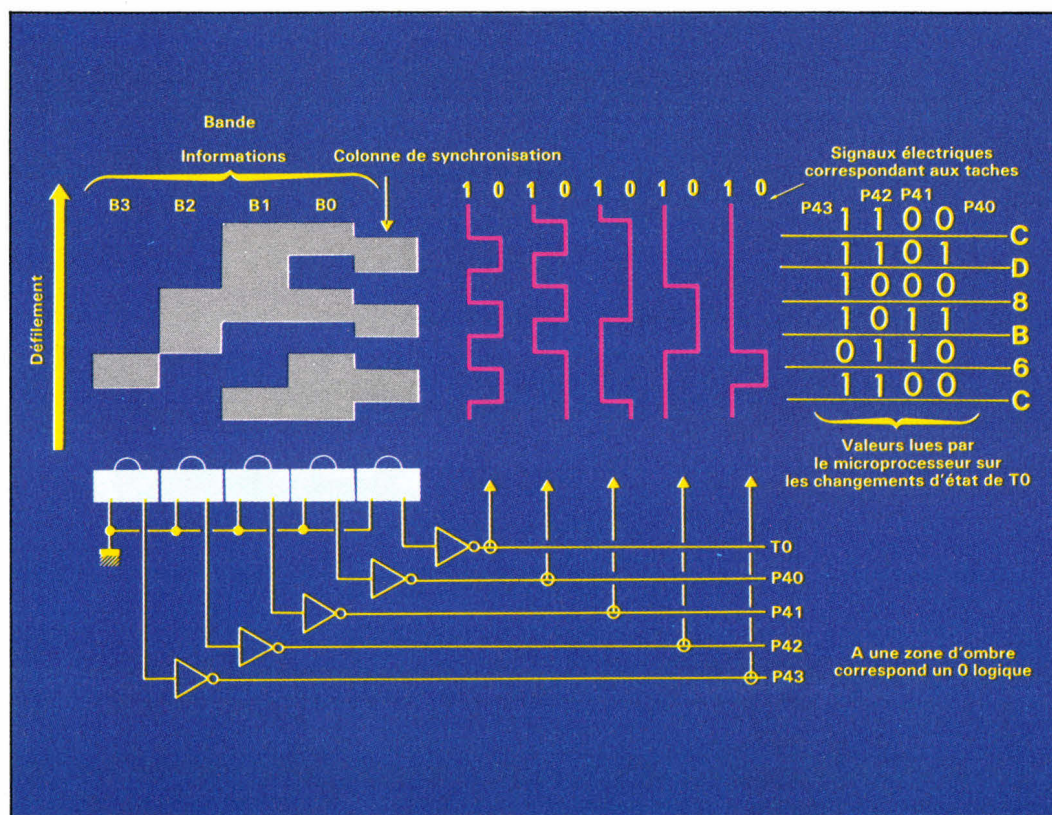 Bande
Informations
Colonne de synchronisation
B3 B2 B1 B0
Défilement
1 0 1 0 1 0 1 0 1 0
Signaux électriques
correspondant aux taches
P43 P42 P41 P40
1 1 0 0 C
1 1 0 1 D
1 0 0 0 8
1 0 1 1 B
0 1 1 0 6
1 1 0 0 C
Valeurs lues par
le microprocesseur sur
les changements d'état de T0
T0
P40
P41
P42
P43
A une zone d'ombre
correspond un 0 logique